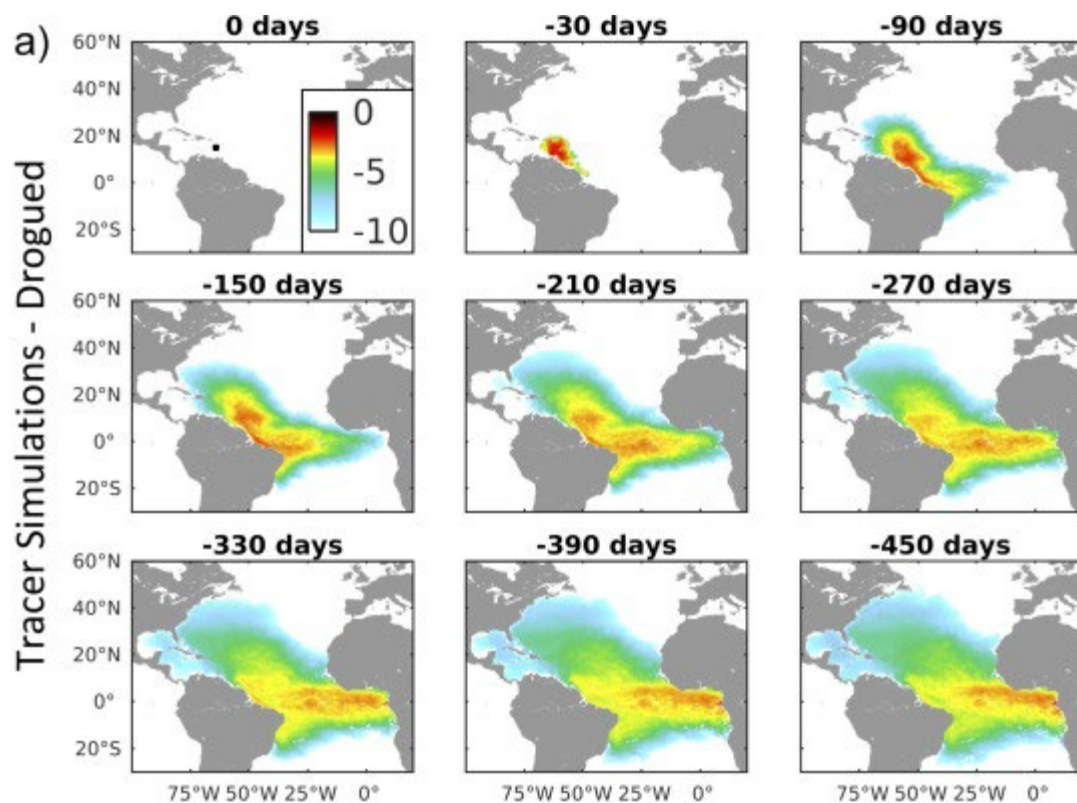 a)
Tracer Simulations - Drogued
0 days
-30 days
-90 days
60°N
40°N
20°N
0°
20°S
0
-5
-10
-150 days
-210 days
-270 days
60°N
40°N
20°N
0°
20°S
-330 days
-390 days
-450 days
60°N
40°N
20°N
0°
20°S
75°W 50°W 25°W 0°
75°W 50°W 25°W 0°
75°W 50°W 25°W 0°